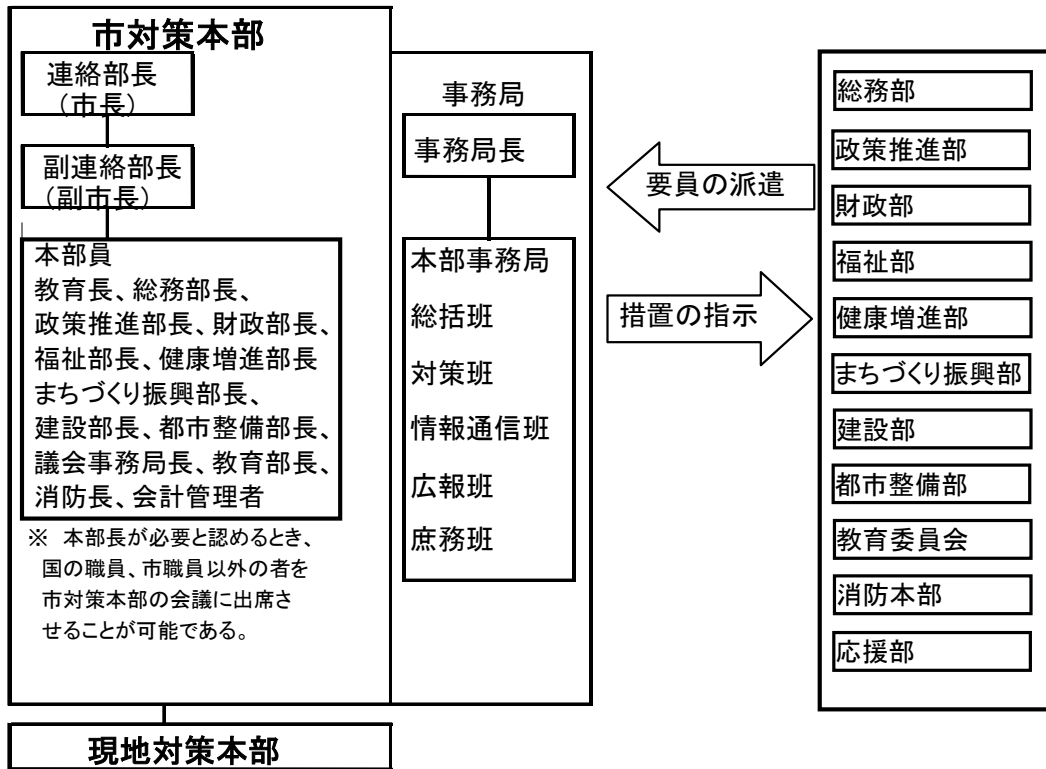 市対策本部
連絡部長
(市長)
副連絡部長
(副市長)
本部員
教育長、総務部長、
政策推進部長、財政部長、
福祉部長、健康増進部長
まちづくり振興部長、
建設部長、都市整備部長、
議会事務局長、教育部長、
消防長、会計管理者
※ 本部長が必要と認めるとき、
国の職員、市職員以外の者を
市対策本部の会議に出席さ
せることが可能である。
事務局
事務局長
本部事務局
総括班
対策班
情報通信班
広報班
庶務班
要員の派遣
措置の指示
総務部
政策推進部
財政部
福祉部
健康増進部
まちづくり振興部
建設部
都市整備部
教育委員会
消防本部
応援部
現地対策本部